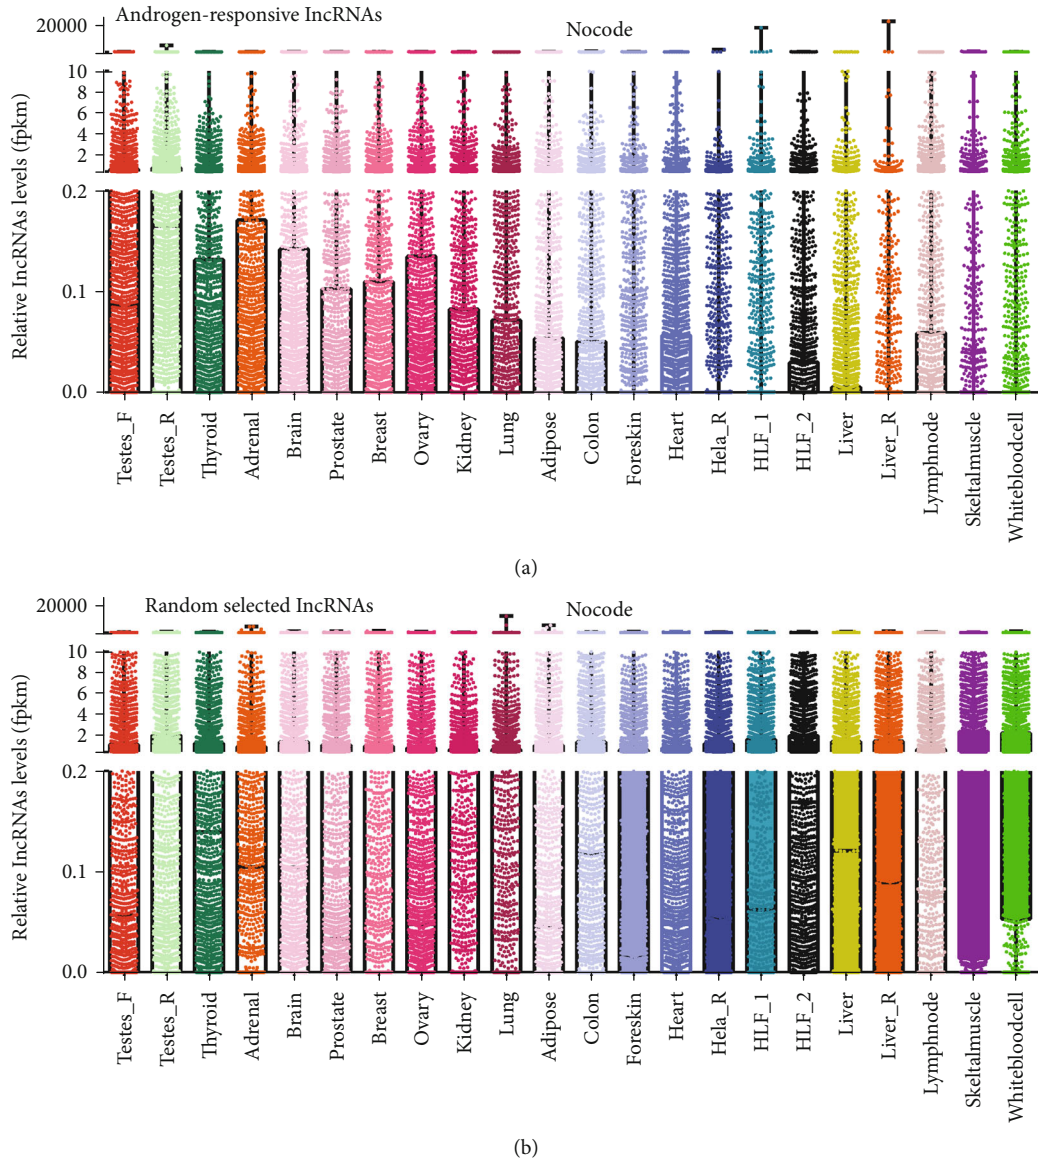 Androgen-responsive IncRNAs
Nocode
Relative IncRNAs levels (fpkm)
20000
10
8
6
4
2
0.2
0.1
0.0
Testes_F
Testes_R
Thyroid
Adrenal
Brain
Prostate
Breast
Ovary
Kidney
Lung
Adipose
Colon
Foreskin
Heart
Hela_R
HLF_1
HLF_2
Liver
Liver_R
Lymphnode
Skeltalmuscle
Whitebloodcell
(a)
Random selected IncRNAs
Nocode
Relative IncRNAs levels (fpkm)
20000
10
8
6
4
2
0.2
0.1
0.0
Testes_F
Testes_R
Thyroid
Adrenal
Brain
Prostate
Breast
Ovary
Kidney
Lung
Adipose
Colon
Foreskin
Heart
Hela_R
HLF_1
HLF_2
Liver
Liver_R
Lymphnode
Skeltalmuscle
Whitebloodcell
(b)